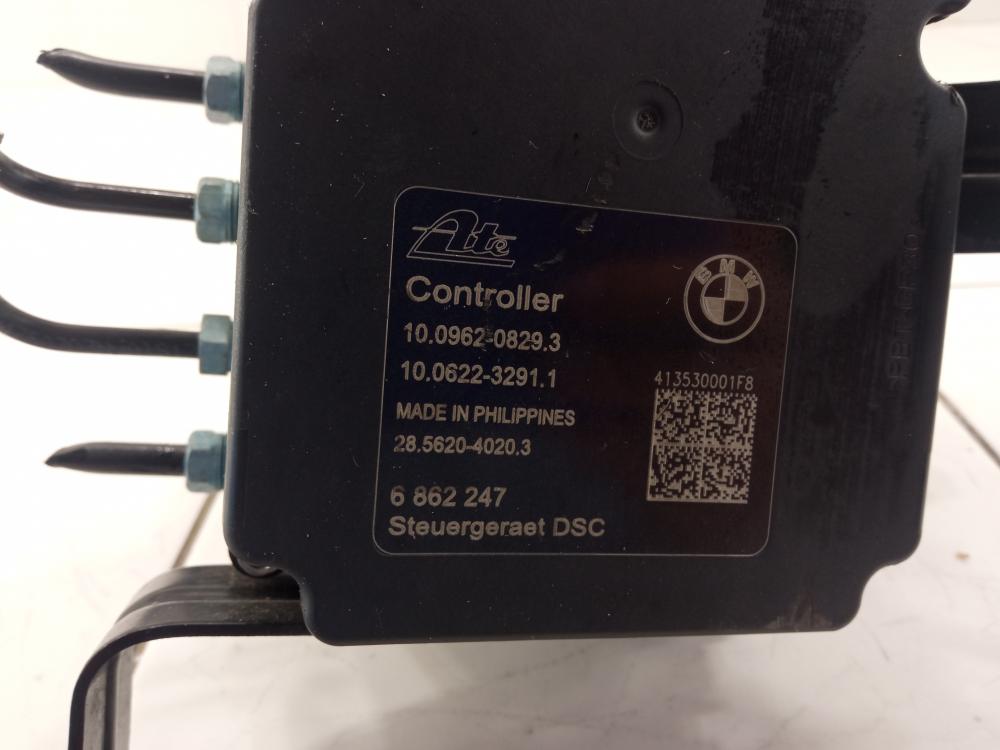 Ate
BMW
Controller
10.0962-0829.3
10.0622-3291.1
413530001F8
MADE IN PHILIPPINES
28.5620-4020.3
6 862 247
Steuergeraet DSC